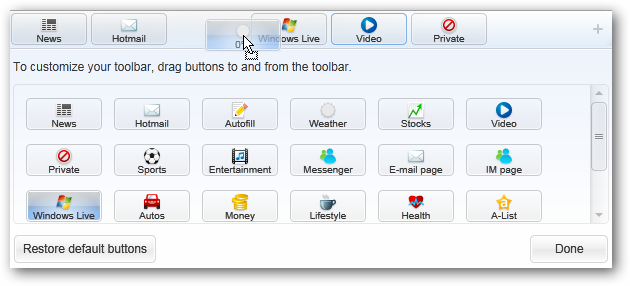 News Hotmail Windows Live Video Private
To customize your toolbar, drag buttons to and from the toolbar.
News Hotmail Autofill Weather Stocks Video
Private Sports Entertainment Messenger E-mail page IM page
Windows Live Autos Money Lifestyle Health A-List
Restore default buttons Done